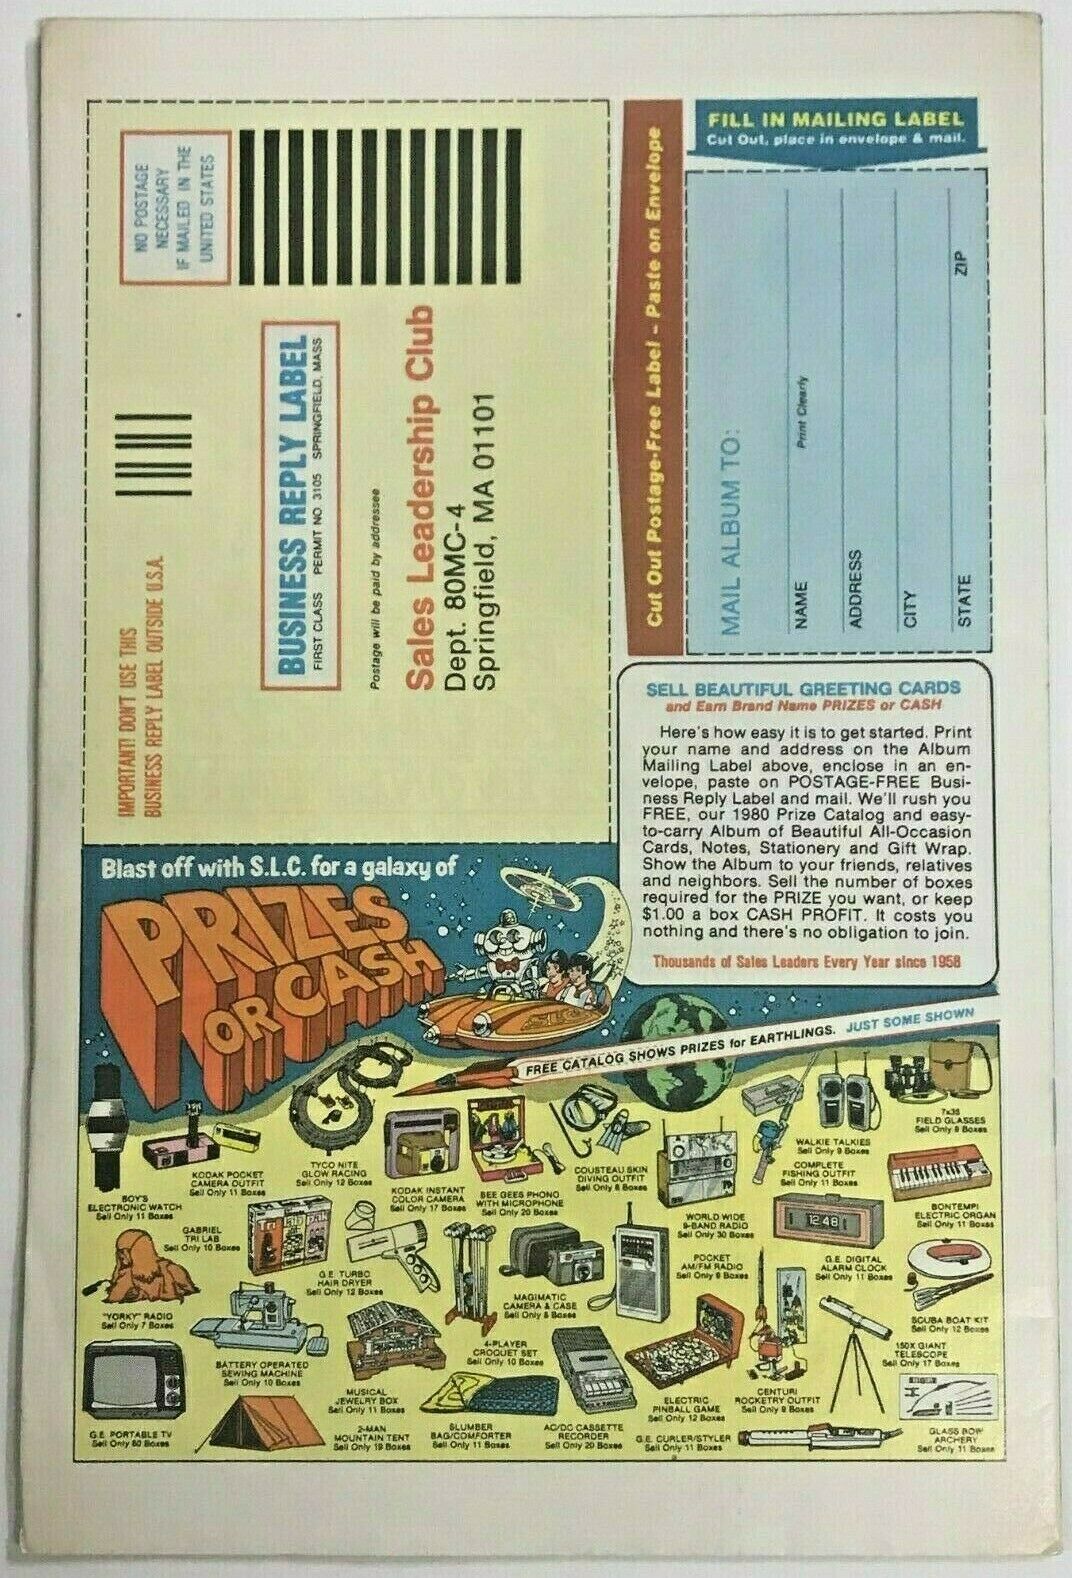 FILL IN MAILING LABEL
Cut Out, place in envelope & mail.
NO POSTAGE
NECESSARY
IF MAILED IN THE
UNITED STATES
IMPORTANT! DON'T USE THIS
BUSINESS REPLY LABEL OUTSIDE U.S.A.
BUSINESS REPLY LABEL
FIRST CLASS PERMIT NO. 3105 SPRINGFIELD, MASS
Postage will be paid by addressee
Sales Leadership Club
Dept. 80MC-4
Springfield, MA 01101
Cut Out Postage-Free Label – Paste on Envelope
MAIL ALBUM TO:
Print Clearly
NAME
ADDRESS
CITY
STATE ZIP
SELL BEAUTIFUL GREETING CARDS
and Earn Brand Name PRIZES or CASH
Here's how easy it is to get started. Print
your name and address on the Album
Mailing Label above, enclose in an en-
velope, paste on POSTAGE-FREE Busi-
ness Reply Label and mail. We'll rush you
FREE, our 1980 Prize Catalog and easy-
to-carry Album of Beautiful All-Occasion
Cards, Notes, Stationery and Gift Wrap.
Show the Album to your friends, relatives
and neighbors. Sell the number of boxes
required for the PRIZE you want, or keep
$1.00 a box CASH PROFIT. It costs you
nothing and there's no obligation to join.
Thousands of Sales Leaders Every Year since 1958
Blast off with S.L.C. for a galaxy of
PRIZES
OR CASH
FREE CATALOG SHOWS PRIZES for EARTHLINGS. JUST SOME SHOWN
BOY'S
ELECTRONIC WATCH
Sell Only 11 Boxes
KODAK POCKET
CAMERA OUTFIT
Sell Only 11 Boxes
TYCO NITE
GLOW RACING
Sell Only 12 Boxes
KODAK INSTANT
COLOR CAMERA
Sell Only 17 Boxes
BEE GEES PHONO
WITH MICROPHONE
Sell Only 20 Boxes
COUSTEAU SKIN
DIVING OUTFIT
Sell Only 8 Boxes
WALKIE TALKIES
Sell Only 9 Boxes
COMPLETE
FISHING OUTFIT
Sell Only 11 Boxes
7x35
FIELD GLASSES
Sell Only 9 Boxes
GABRIEL
TRI LAB
Sell Only 10 Boxes
G.E. TURBO
HAIR DRYER
Sell Only 12 Boxes
MAGIMATIC
CAMERA & CASE
Sell Only 8 Boxes
WORLD WIDE
9-BAND RADIO
Sell Only 30 Boxes
POCKET
AM/FM RADIO
Sell Only 9 Boxes
12:48
G.E. DIGITAL
ALARM CLOCK
Sell Only 11 Boxes
BONTEMPI
ELECTRIC ORGAN
Sell Only 11 Boxes
"YORKY" RADIO
Sell Only 7 Boxes
BATTERY OPERATED
SEWING MACHINE
Sell Only 10 Boxes
MUSICAL
JEWELRY BOX
Sell Only 11 Boxes
4-PLAYER
CROQUET SET
Sell Only 10 Boxes
SCUBA BOAT KIT
Sell Only 12 Boxes
150X GIANT
TELESCOPE
Sell Only 17 Boxes
G.E. PORTABLE TV
Sell Only 60 Boxes
2-MAN
MOUNTAIN TENT
Sell Only 19 Boxes
SLUMBER
BAG/COMFORTER
Sell Only 11 Boxes
AC/DC CASSETTE
RECORDER
Sell Only 20 Boxes
ELECTRIC
PINBALL GAME
Sell Only 12 Boxes
CENTURI
ROCKETRY OUTFIT
Sell Only 9 Boxes
G.E. CURLER/STYLER
Sell Only 11 Boxes
GLASS BOW
ARCHERY
Sell Only 11 Boxes